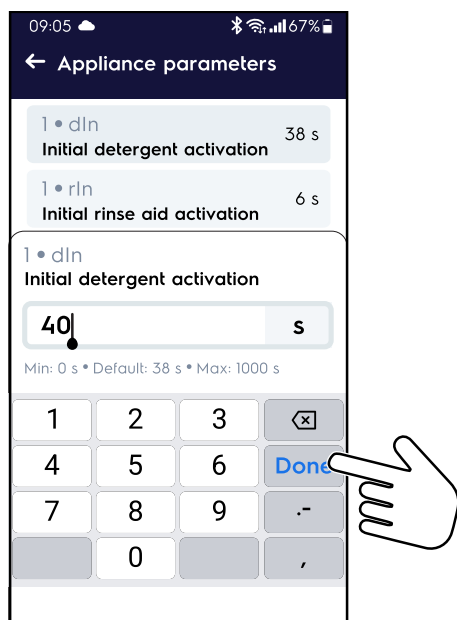 09:05 67%
← Appliance parameters
1 • dIn
Initial detergent activation 38 s
1 • rIn
Initial rinse aid activation 6 s
1 • dIn
Initial detergent activation
40 s
Min: 0 s • Default: 38 s • Max: 1000 s
1 2 3
4 5 6 Done
7 8 9 .-
0 ,